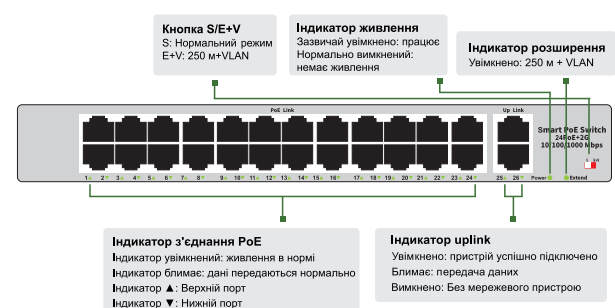 Кнопка S/E+V
S: Нормальний режим
E+V: 250 м+VLAN
Індикатор живлення
Зазвичай увімкнено: працює
Нормально вимкнений:
немає живлення
Індикатор розширення
Увімкнено: 250 м + VLAN
PoE Link
Up Link
Smart PoE Switch
24PoE+2G
10/100/1000 Mbps
1▲ 2▼ 3▲ 4▼ 5▲ 6▼ 7▲ 8▼ 9▲ 10▼ 11▲ 12▼ 13▲ 14▼ 15▲ 16▼ 17▲ 18▼ 19▲ 20▼ 21▲ 22▼ 23▲ 24▼ 25▲ 26▼ Power Extend
Індикатор з'єднання PoE
Індикатор увімкнений: живлення в нормі
Індикатор блимає: дані передаються нормально
Індикатор ▲: Верхній порт
Індикатор ▼: Нижній порт
Індикатор uplink
Увімкнено: пристрій успішно підключено
Блимає: передача даних
Вимкнено: Без мережевого пристрою